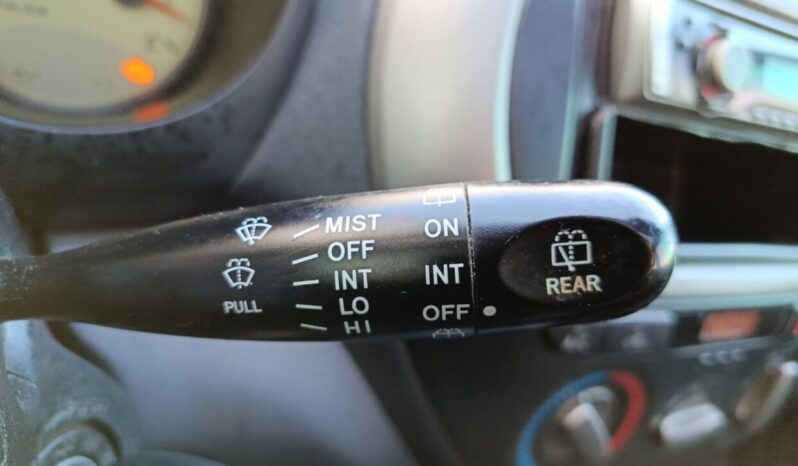 MIST
OFF
INT
LO
HI
PULL
ON
INT
OFF
REAR